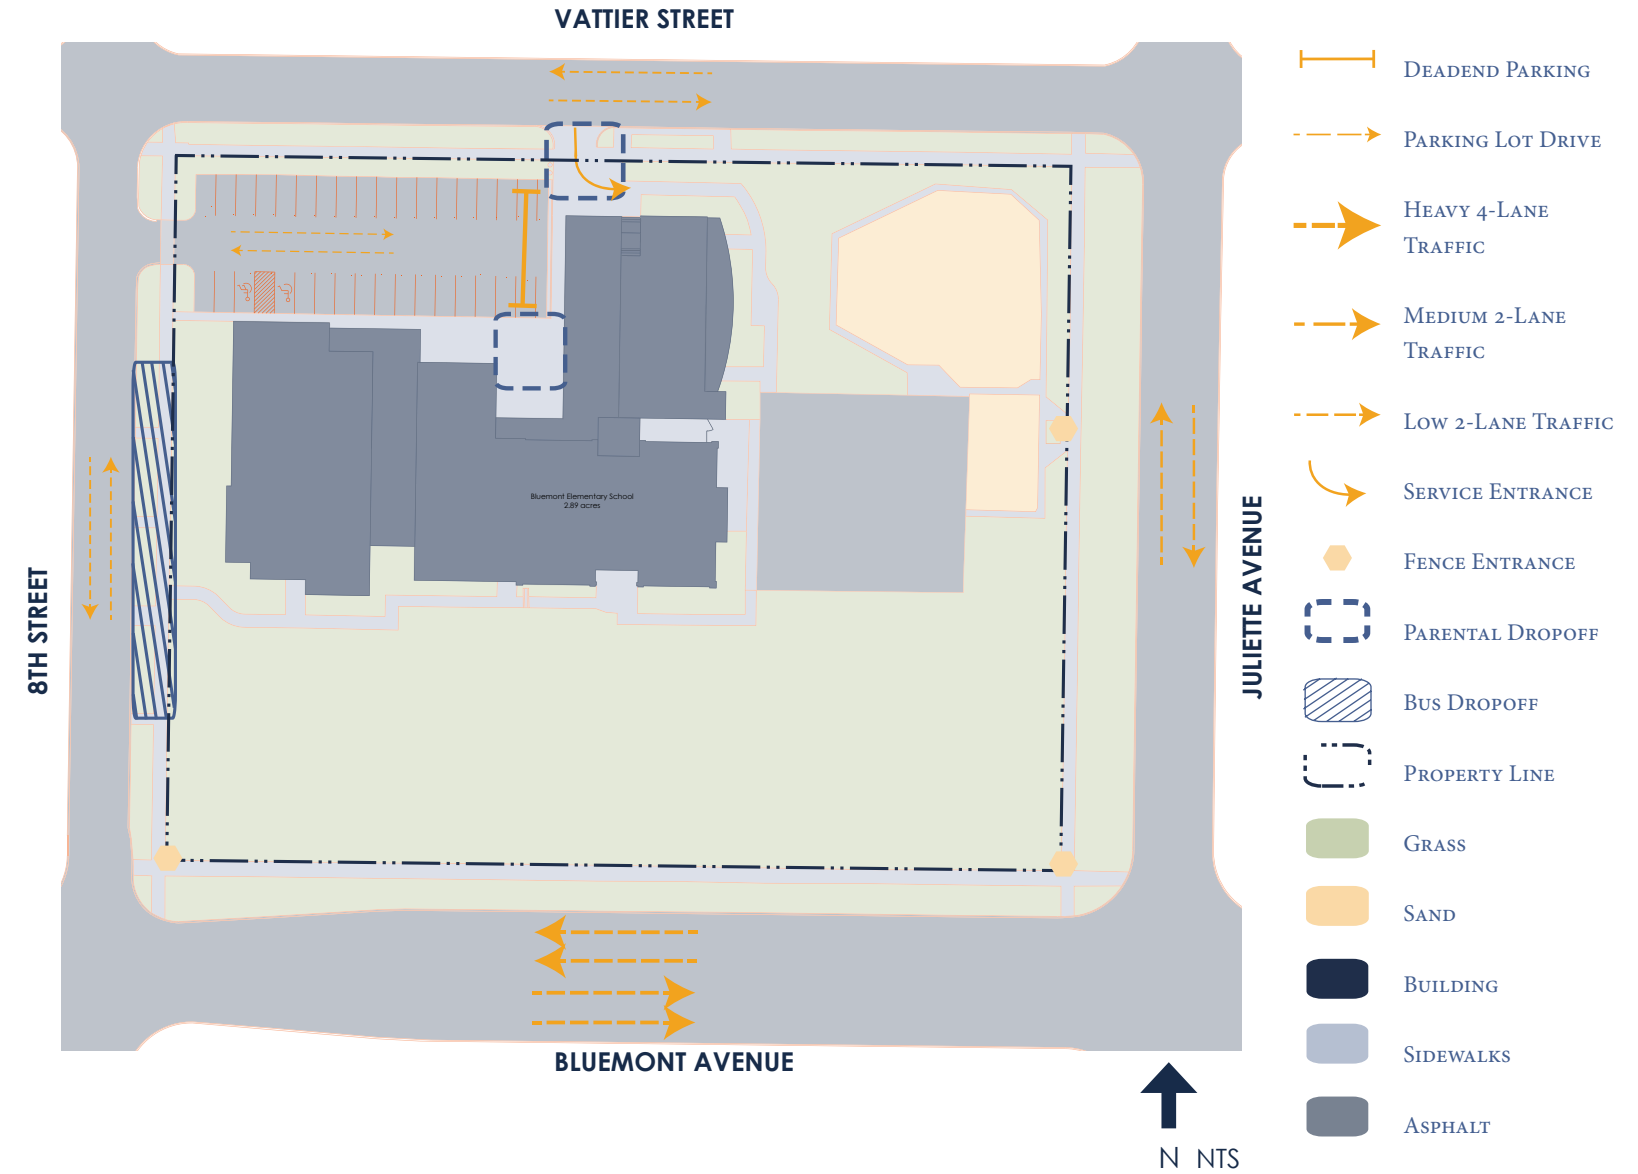 VATTIER STREET
Deadend Parking
Parking Lot Drive
Heavy 4-Lane
Traffic
Medium 2-Lane
Traffic
Low 2-Lane Traffic
Service Entrance
Fence Entrance
Parental Dropoff
Bus Dropoff
Property Line
Grass
Sand
Building
Sidewalks
Asphalt
Bluemont Elementary School
2.89 acres
8TH STREET
JULIETTE AVENUE
BLUEMONT AVENUE
N NTS